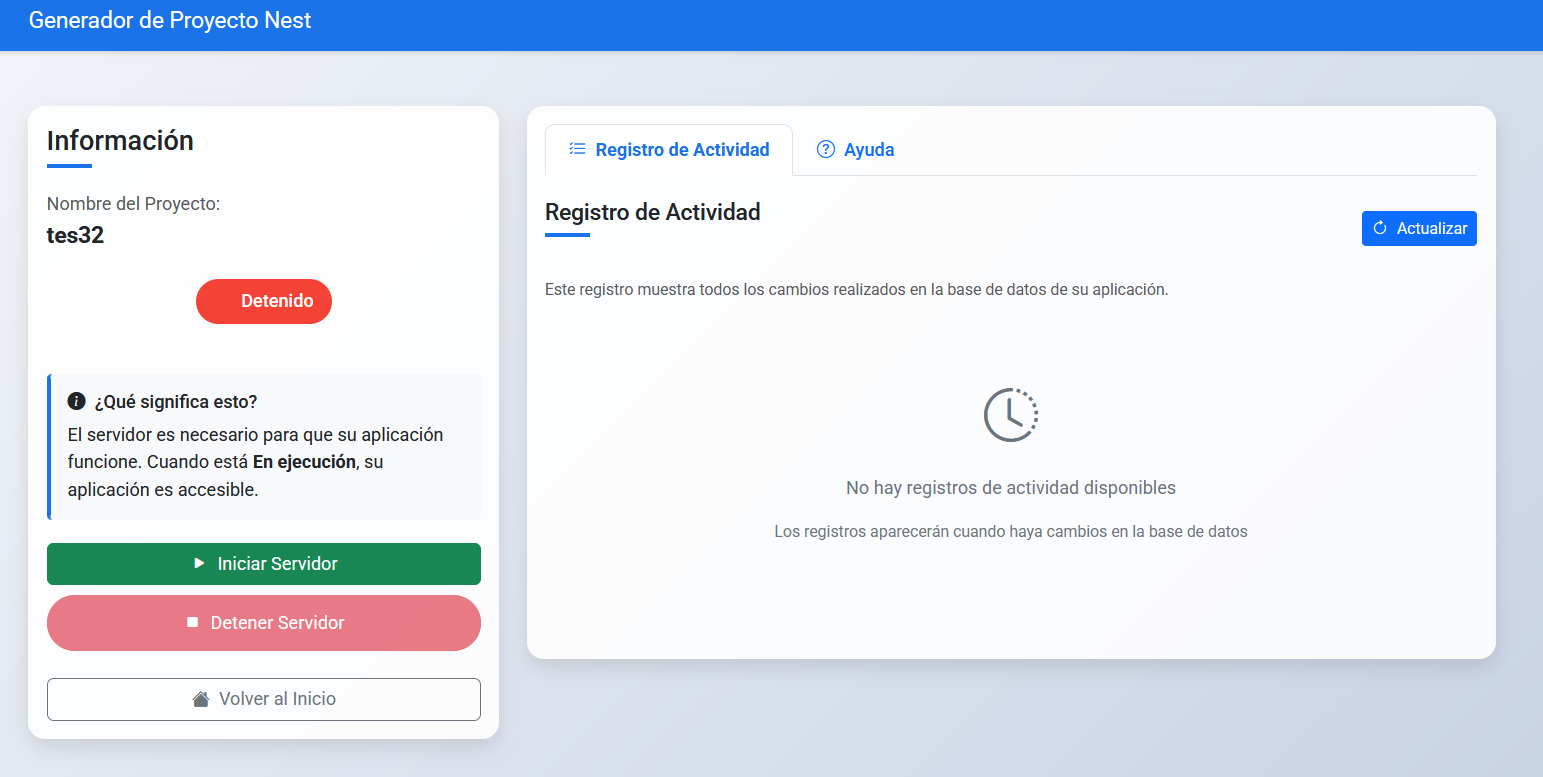 Generador de Proyecto Nest
Información
Nombre del Proyecto:
tes32
Detenido
¿Qué significa esto?
El servidor es necesario para que su aplicación
funcione. Cuando está En ejecución, su
aplicación es accesible.
Iniciar Servidor
Detener Servidor
Volver al Inicio
Registro de Actividad
Ayuda
Registro de Actividad
Actualizar
Este registro muestra todos los cambios realizados en la base de datos de su aplicación.
No hay registros de actividad disponibles
Los registros aparecerán cuando haya cambios en la base de datos